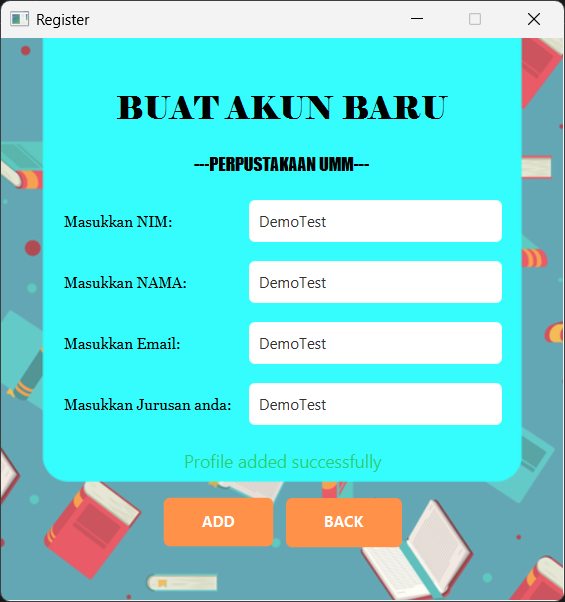 Register
BUAT AKUN BARU
---PERPUSTAKAAN UMM---
Masukkan NIM: DemoTest
Masukkan NAMA: DemoTest
Masukkan Email: DemoTest
Masukkan Jurusan anda: DemoTest
Profile added successfully
ADD BACK